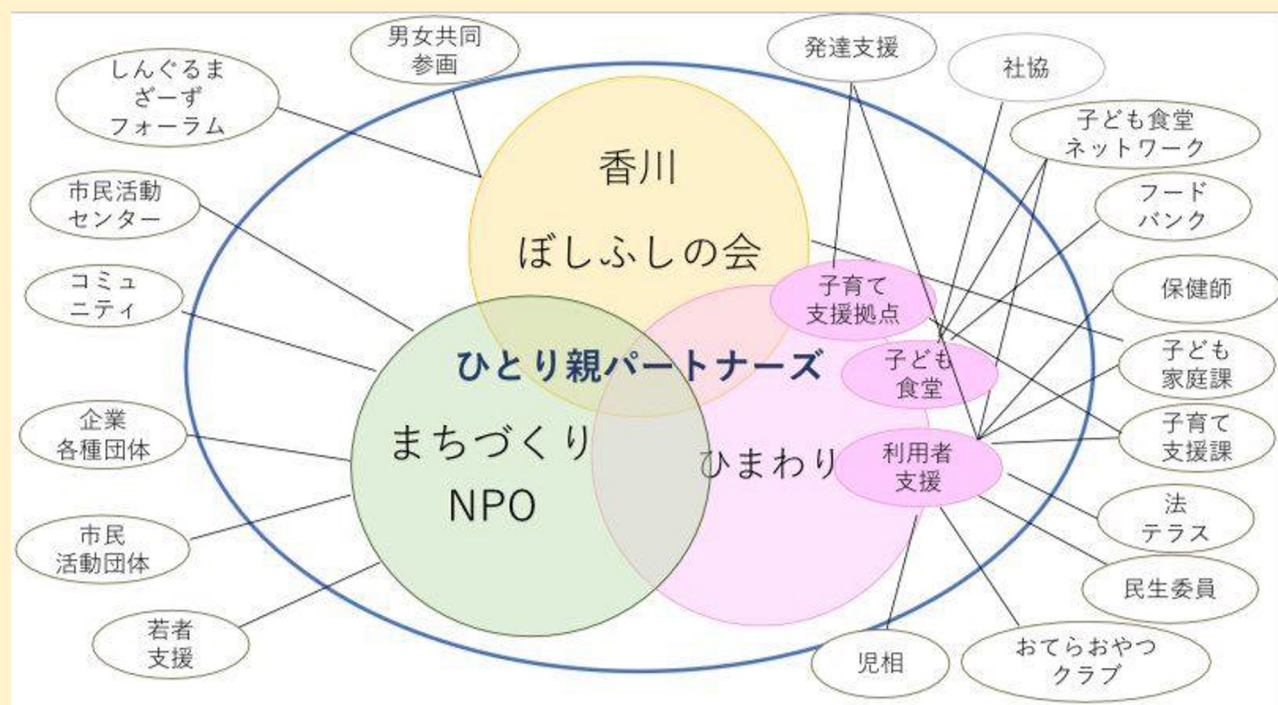 男女共同
参画
発達支援
社協
しんぐるま
ざーず
フォーラム
子ども食堂
ネットワーク
香川
ぼしふしの会
市民活動
センター
フード
バンク
コミュ
ニティ
子育て
支援拠点
保健師
ひとり親パートナーズ
子ども
食堂
子ども
家庭課
企業
各種団体
まちづくり
NPO
ひまわり
利用者
支援
子育て
支援課
市民
活動団体
法
テラス
民生委員
若者
支援
児相
おてらおやつ
クラブ